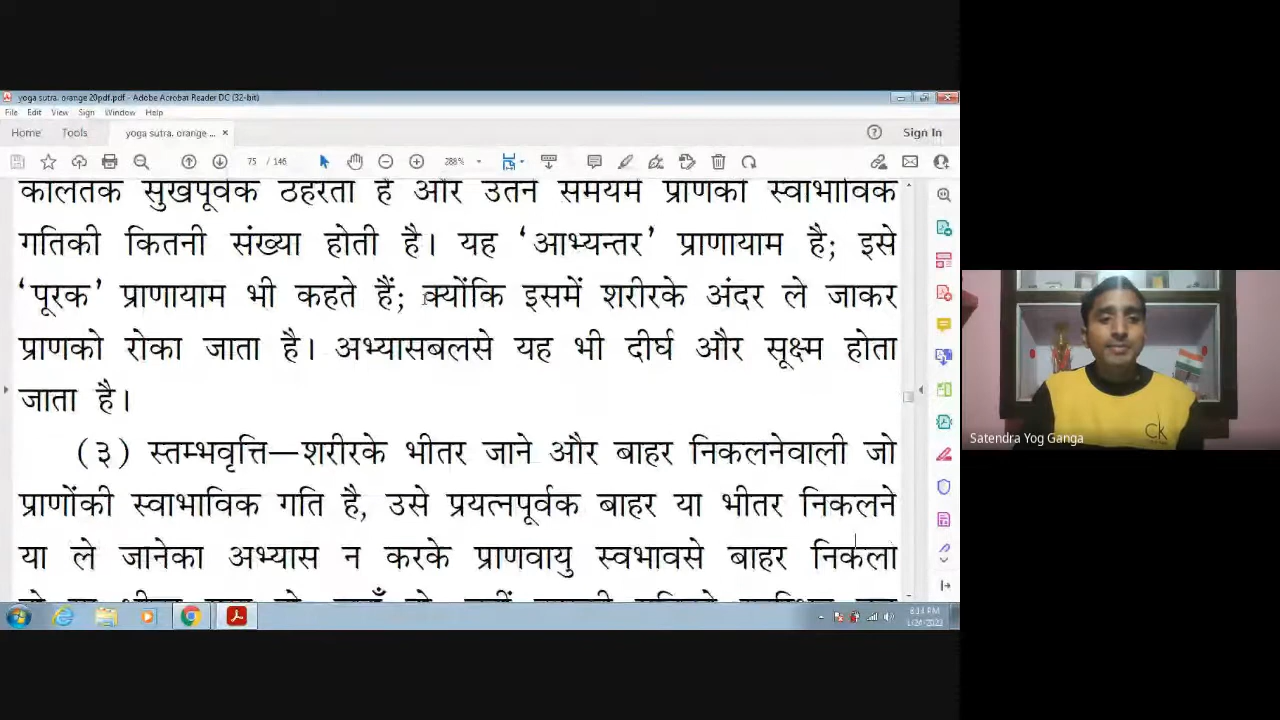 yoga sutra. orange 20pdf.pdf - Adobe Acrobat Reader DC (32-bit)
File Edit View Sign Window Help
Home Tools yoga sutra. orange ... × Sign In
75 / 146 288%
कालतक सुखपूर्वक ठहरता है और उतने समयमें प्राणकी स्वाभाविक
गतिकी कितनी संख्या होती है। यह ‘आभ्यन्तर’ प्राणायाम है; इसे
‘पूरक’ प्राणायाम भी कहते हैं; क्योंकि इसमें शरीरके अंदर ले जाकर
प्राणको रोका जाता है। अभ्यासबलसे यह भी दीर्घ और सूक्ष्म होता
जाता है।
(३) स्तम्भवृत्ति—शरीरके भीतर जाने और बाहर निकलनेवाली जो
प्राणोंकी स्वाभाविक गति है, उसे प्रयत्नपूर्वक बाहर या भीतर निकलने
या ले जानेका अभ्यास न करके प्राणवायु स्वभावसे बाहर निकला
Satendra Yog Ganga
CK